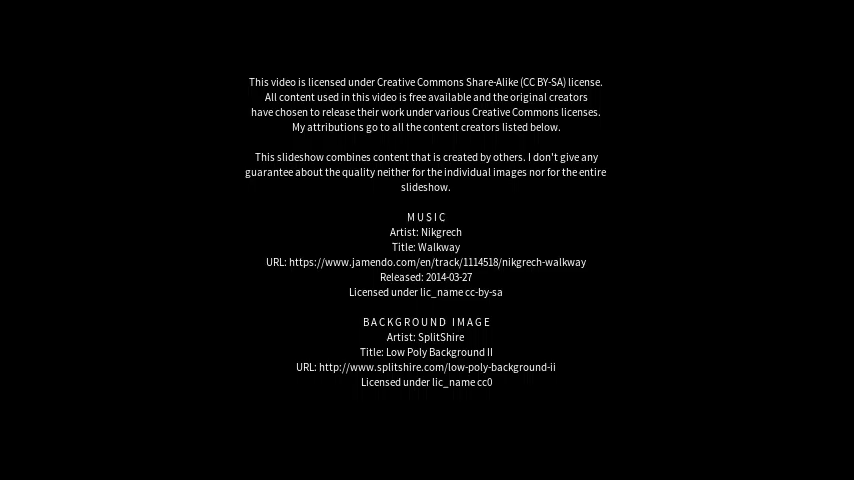 This video is licensed under Creative Commons Share-Alike (CC BY-SA) license.
All content used in this video is free available and the original creators
have chosen to release their work under various Creative Commons licenses.
My attributions go to all the content creators listed below.
This slideshow combines content that is created by others. I don't give any
guarantee about the quality neither for the individual images nor for the entire
slideshow.
MUSIC
Artist: Nikgrech
Title: Walkway
URL: https://www.jamendo.com/en/track/1114518/nikgrech-walkway
Released: 2014-03-27
Licensed under lic_name cc-by-sa
BACKGROUND IMAGE
Artist: SplitShire
Title: Low Poly Background II
URL: http://www.splitshire.com/low-poly-background-ii
Licensed under lic_name cc0